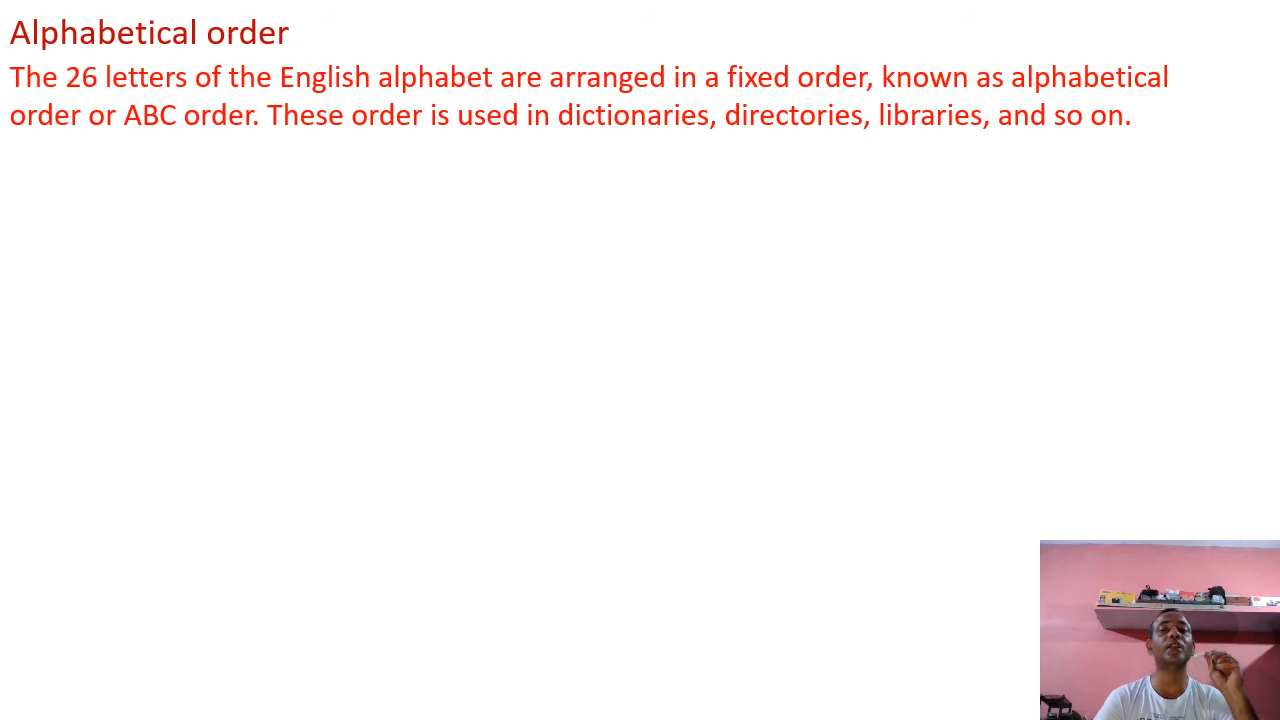 Alphabetical order
The 26 letters of the English alphabet are arranged in a fixed order, known as alphabetical
order or ABC order. These order is used in dictionaries, directories, libraries, and so on.